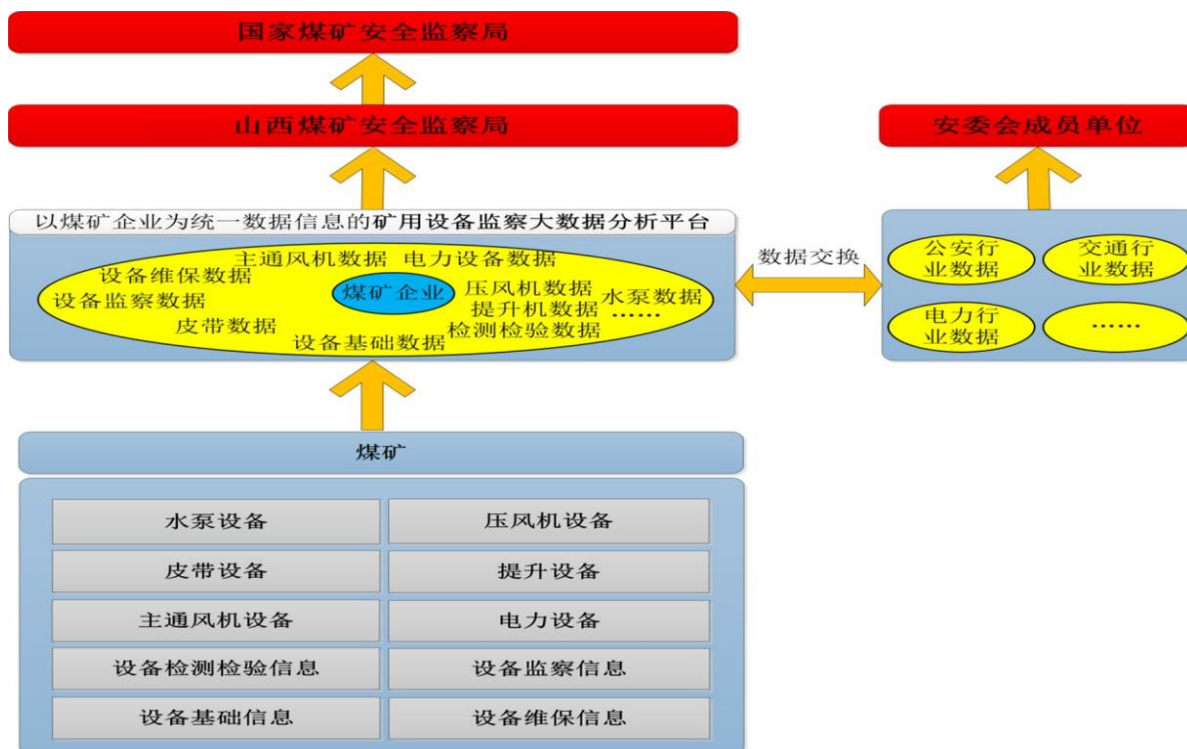 国家煤矿安全监察局
山西煤矿安全监察局
安委会成员单位
以煤矿企业为统一数据信息的矿用设备监察大数据分析平台
主通风机数据
电力设备数据
设备维保数据
煤矿企业
压风机数据
水泵数据
设备监察数据
提升机数据
……
皮带数据
检测检验数据
设备基础数据
数据交换
公安行
业数据
交通行
业数据
电力行
业数据
……
煤矿
水泵设备
压风机设备
皮带设备
提升设备
主通风机设备
电力设备
设备检测检验信息
设备监察信息
设备基础信息
设备维保信息